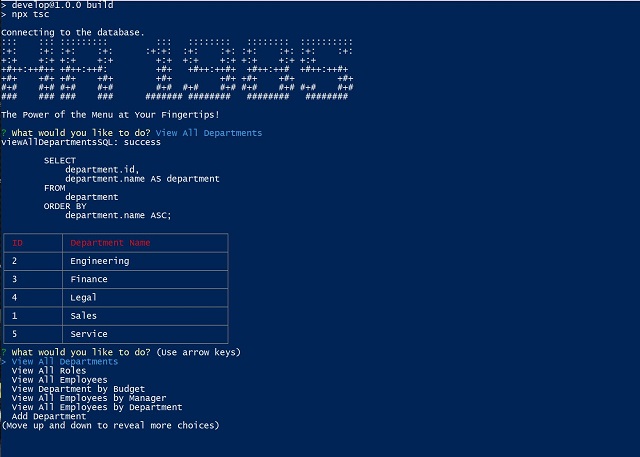 > develop@1.0.0 build
> npx tsc
Connecting to the database.
The Power of the Menu at Your Fingertips!
? What would you like to do? View All Departments
viewAllDepartmentsSQL: success
SELECT
department.id,
department.name AS department
FROM
department
ORDER BY
department.name ASC;
ID Department Name
2 Engineering
3 Finance
4 Legal
1 Sales
5 Service
? What would you like to do? (Use arrow keys)
> View All Departments
View All Roles
View All Employees
View Department by Budget
View All Employees by Manager
View All Employees by Department
Add Department
(Move up and down to reveal more choices)